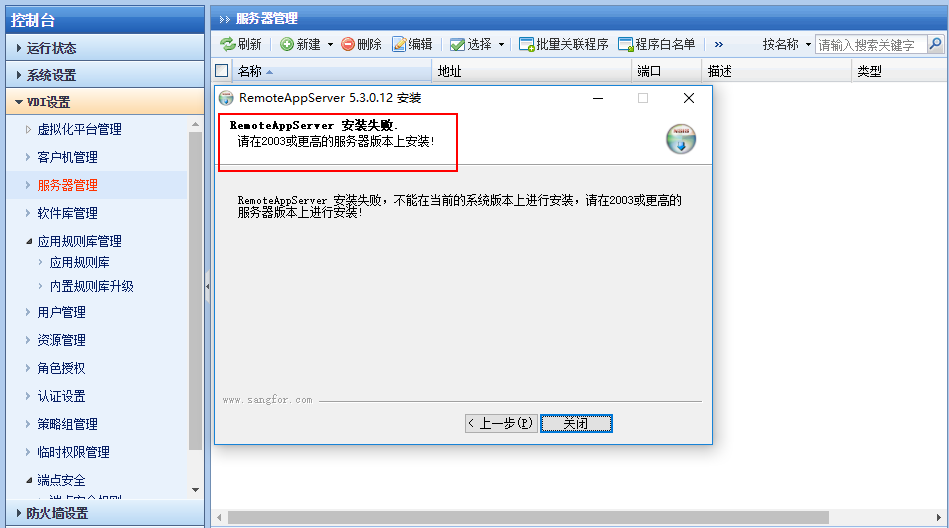 控制台
运行状态
系统设置
VDI设置
虚拟化平台管理
客户机管理
服务器管理
软件库管理
应用规则库管理
应用规则库
内置规则库升级
用户管理
资源管理
角色授权
认证设置
策略组管理
临时权限管理
端点安全
端点安全规则
防火墙设置
服务器管理
刷新 新建 删除 编辑 选择 批量关联程序 程序白名单 » 按名称 请输入搜索关键字
名称 地址 端口 描述 类型
RemoteAppServer 5.3.0.12 安装
RemoteAppServer 安装失败.
请在2003或更高的服务器版本上安装!
RemoteAppServer 安装失败, 不能在当前的系统版本上进行安装, 请在2003或更高的
服务器版本上进行安装!
www.sangfor.com
< 上一步(P) 关闭